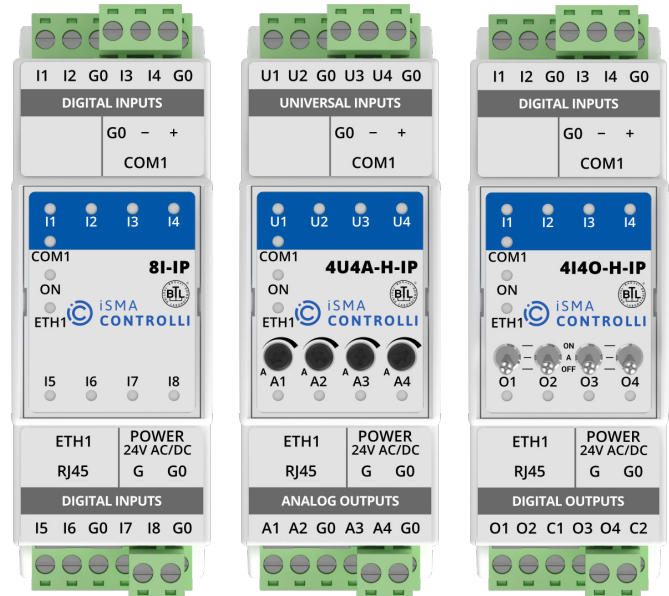 I1 I2 G0 I3 I4 G0
DIGITAL INPUTS
G0 – +
COM1
I1 I2 I3 I4
COM1
8I-IP
ON
BTL
ETH1
iSMA
CONTROLLI
I5 I6 I7 I8
ETH1
POWER
24V AC/DC
RJ45
G G0
DIGITAL INPUTS
I5 I6 G0 I7 I8 G0
U1 U2 G0 U3 U4 G0
UNIVERSAL INPUTS
G0 – +
COM1
U1 U2 U3 U4
COM1
4U4A-H-IP
ON
BTL
ETH1
iSMA
CONTROLLI
A A A A
A1 A2 A3 A4
ETH1
POWER
24V AC/DC
RJ45
G G0
ANALOG OUTPUTS
A1 A2 G0 A3 A4 G0
I1 I2 G0 I3 I4 G0
DIGITAL INPUTS
G0 – +
COM1
I1 I2 I3 I4
COM1
4I4O-H-IP
ON
BTL
ETH1
iSMA
CONTROLLI
ON
A
OFF
O1 O2 O3 O4
ETH1
POWER
24V AC/DC
RJ45
G G0
DIGITAL OUTPUTS
O1 O2 C1 O3 O4 C2